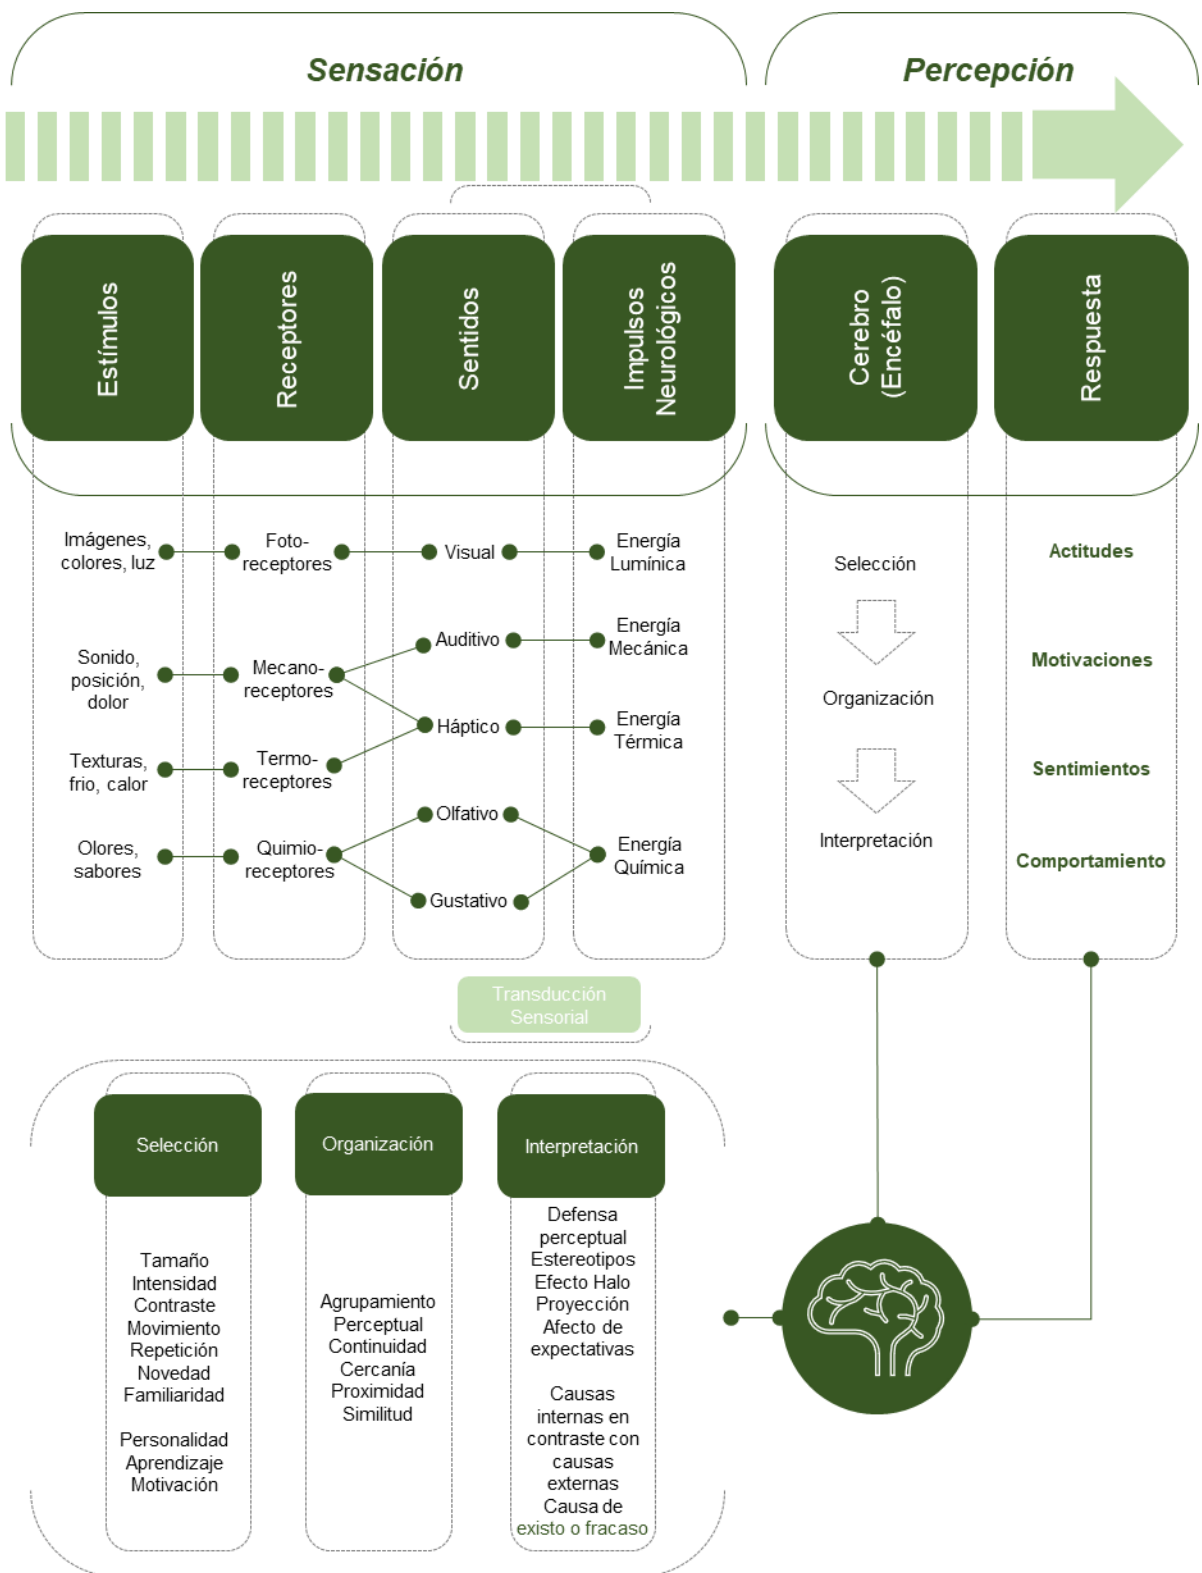 Sensación
Percepción
Estímulos
Receptores
Sentidos
Impulsos
Neurológicos
Cerebro
(Encéfalo)
Respuesta
Imágenes,
colores, luz
Foto-
receptores
Visual
Energía
Lumínica
Sonido,
posición,
dolor
Mecano-
receptores
Auditivo
Energía
Mecánica
Texturas,
frio, calor
Termo-
receptores
Háptico
Energía
Térmica
Olores,
sabores
Quimio-
receptores
Olfativo
Gustativo
Energía
Química
Selección
Organización
Interpretación
Actitudes
Motivaciones
Sentimientos
Comportamiento
Transducción
Sensorial
Selección
Tamaño
Intensidad
Contraste
Movimiento
Repetición
Novedad
Familiaridad
Personalidad
Aprendizaje
Motivación
Organización
Agrupamiento
Perceptual
Continuidad
Cercanía
Proximidad
Similitud
Interpretación
Defensa
perceptual
Estereotipos
Efecto Halo
Proyección
Afecto de
expectativas
Causas
internas en
contraste con
causas
externas
Causa de
existo o fracaso